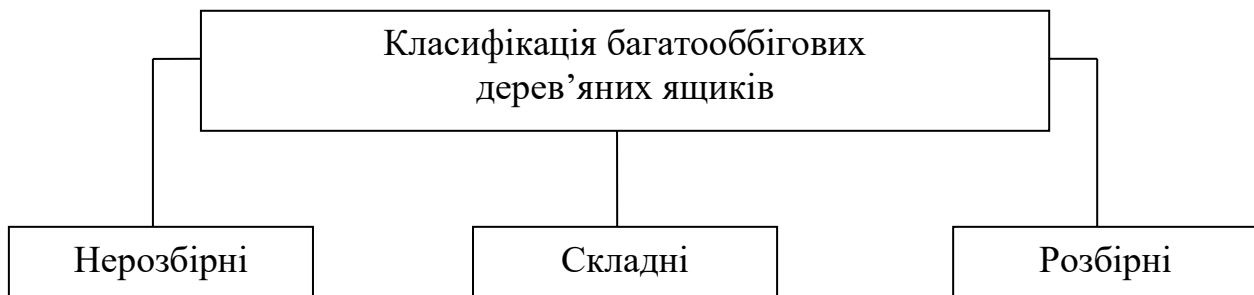 Класифікація багатооббігових
дерев’яних ящиків
Нерозбірні
Складні
Розбірні